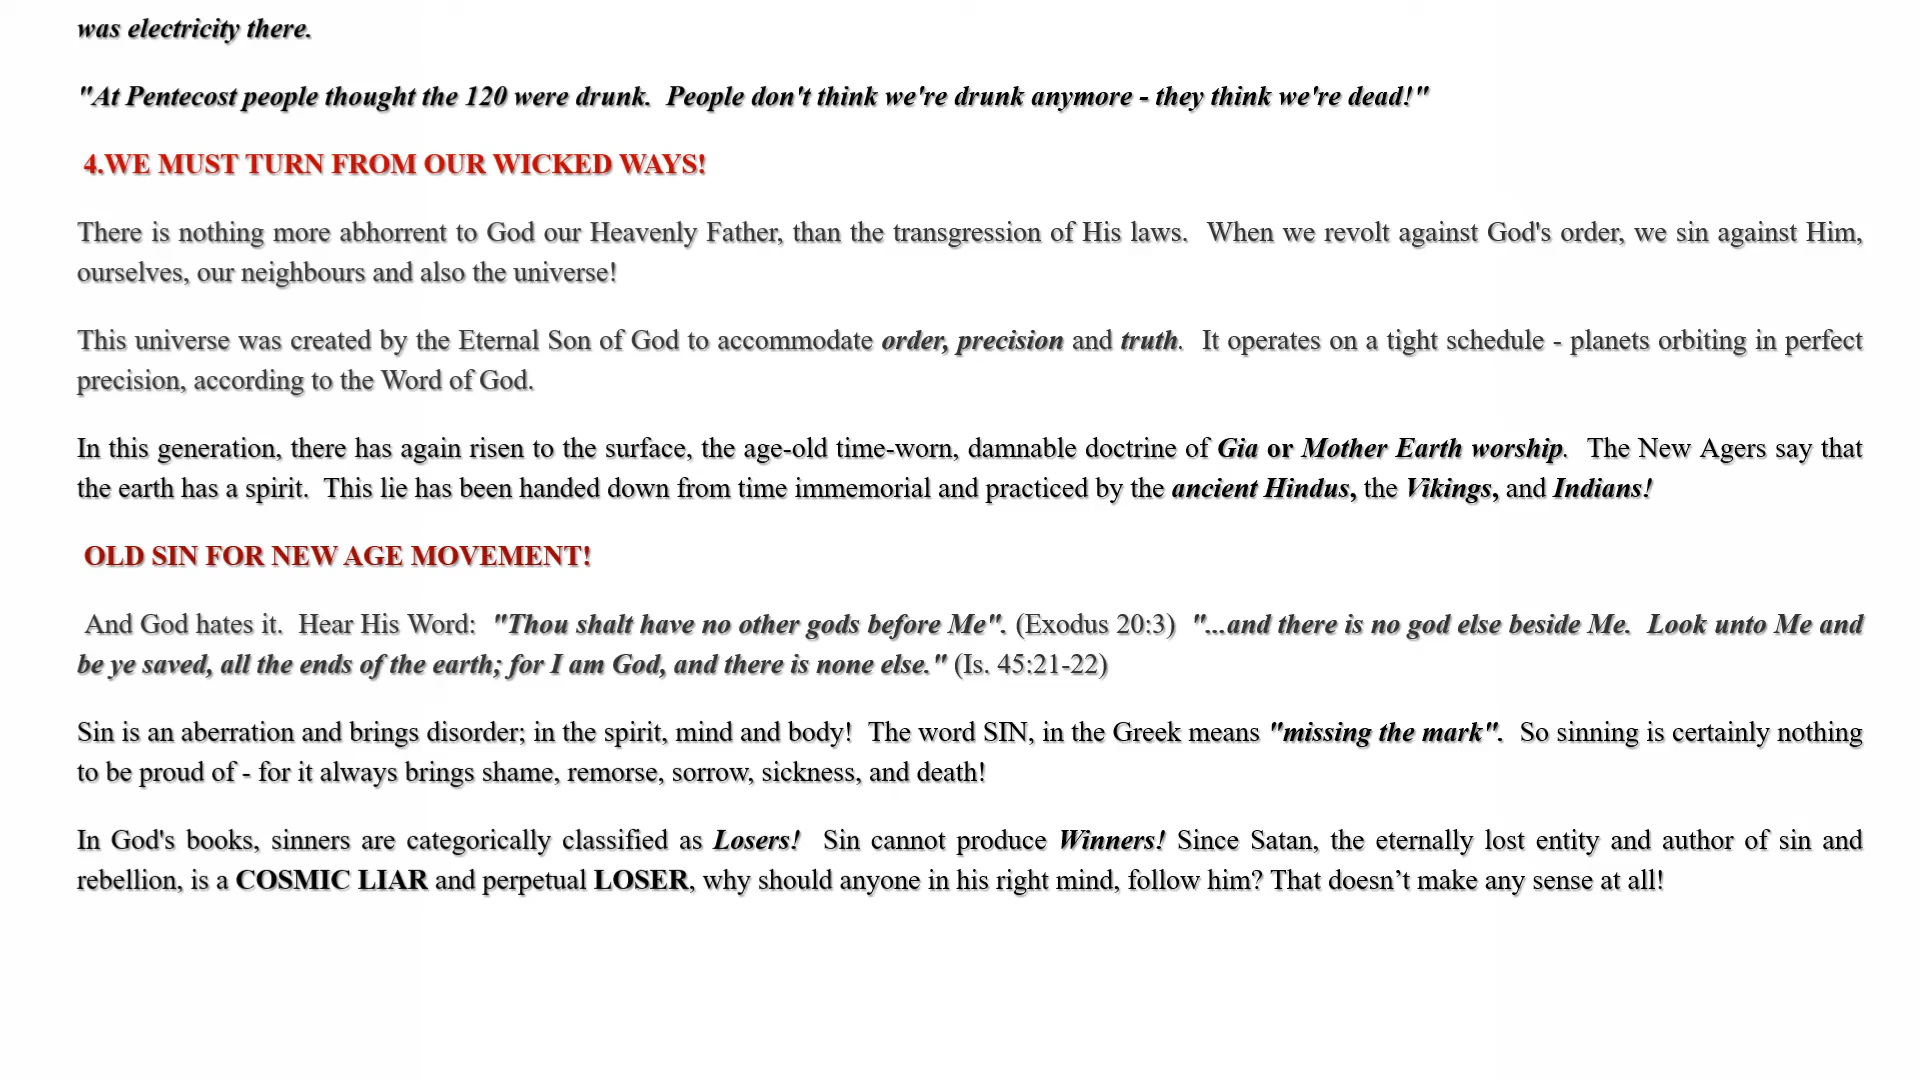 was electricity there.
"At Pentecost people thought the 120 were drunk.  People don't think we're drunk anymore - they think we're dead!"
4.WE MUST TURN FROM OUR WICKED WAYS!
There is nothing more abhorrent to God our Heavenly Father, than the transgression of His laws.  When we revolt against God's order, we sin against Him,
ourselves, our neighbours and also the universe!
This universe was created by the Eternal Son of God to accommodate order, precision and truth.  It operates on a tight schedule - planets orbiting in perfect
precision, according to the Word of God.
In this generation, there has again risen to the surface, the age-old time-worn, damnable doctrine of Gia or Mother Earth worship.  The New Agers say that
the earth has a spirit.  This lie has been handed down from time immemorial and practiced by the ancient Hindus, the Vikings, and Indians!
OLD SIN FOR NEW AGE MOVEMENT!
And God hates it.  Hear His Word:  "Thou shalt have no other gods before Me". (Exodus 20:3)  "...and there is no god else beside Me.  Look unto Me and
be ye saved, all the ends of the earth; for I am God, and there is none else." (Is. 45:21-22)
Sin is an aberration and brings disorder; in the spirit, mind and body!  The word SIN, in the Greek means "missing the mark".  So sinning is certainly nothing
to be proud of - for it always brings shame, remorse, sorrow, sickness, and death!
In God's books, sinners are categorically classified as Losers!  Sin cannot produce Winners! Since Satan, the eternally lost entity and author of sin and
rebellion, is a COSMIC LIAR and perpetual LOSER, why should anyone in his right mind, follow him? That doesn’t make any sense at all!